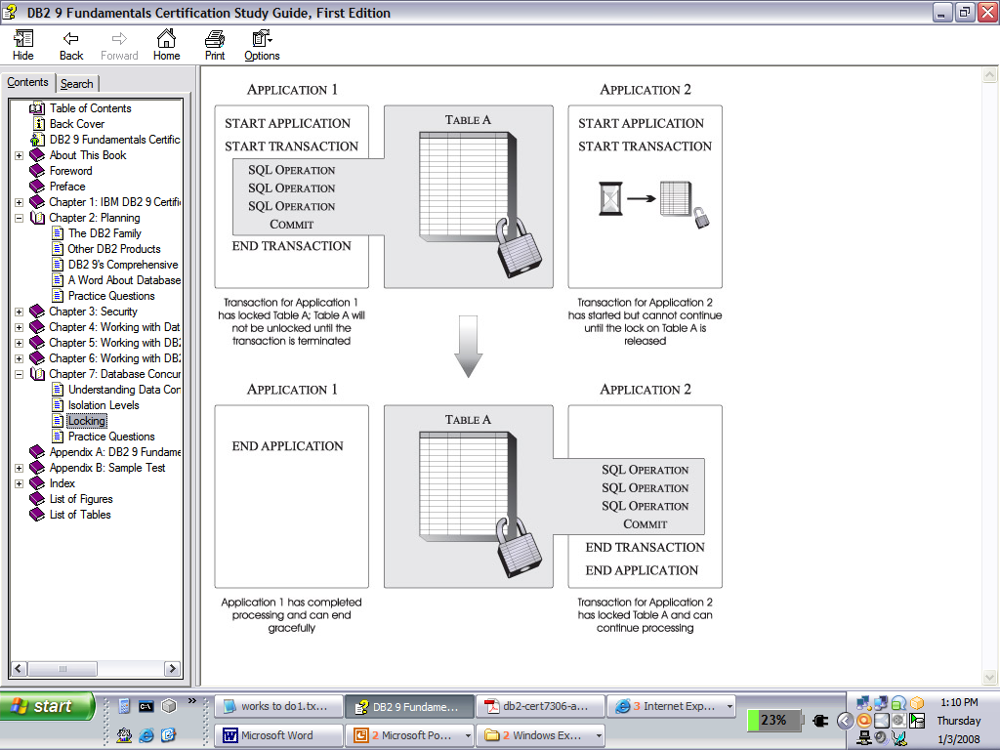 DB2 9 Fundamentals Certification Study Guide, First Edition
Hide Back Forward Home Print Options
Contents Search
Table of Contents
Back Cover
DB2 9 Fundamentals Certific
About This Book
Foreword
Preface
Chapter 1: IBM DB2 9 Certifi
Chapter 2: Planning
The DB2 Family
Other DB2 Products
DB2 9's Comprehensive
A Word About Database
Practice Questions
Chapter 3: Security
Chapter 4: Working with Dat
Chapter 5: Working with DB2
Chapter 6: Working with DB2
Chapter 7: Database Concur
Understanding Data Con
Isolation Levels
Locking
Practice Questions
Appendix A: DB2 9 Fundame
Appendix B: Sample Test
Index
List of Figures
List of Tables
APPLICATION 1
START APPLICATION
START TRANSACTION
SQL OPERATION
SQL OPERATION
SQL OPERATION
COMMIT
END TRANSACTION
Transaction for Application 1
has locked Table A; Table A will
not be unlocked until the
transaction is terminated
TABLE A
APPLICATION 2
START APPLICATION
START TRANSACTION
Transaction for Application 2
has started but cannot continue
until the lock on Table A is
released
APPLICATION 1
END APPLICATION
Application 1 has completed
processing and can end
gracefully
TABLE A
APPLICATION 2
SQL OPERATION
SQL OPERATION
SQL OPERATION
COMMIT
END TRANSACTION
END APPLICATION
Transaction for Application 2
has locked Table A and can
continue processing
start
works to do1.tx...
DB2 9 Fundame...
db2-cert7306-a...
3 Internet Exp...
Microsoft Word
2 Microsoft Po...
2 Windows Ex...
23%
1:10 PM
Thursday
1/3/2008